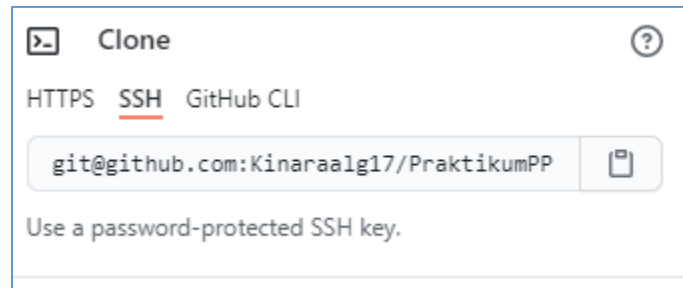 Clone
HTTPS SSH GitHub CLI
git@github.com:Kinaraalg17/PraktikumPP
Use a password-protected SSH key.